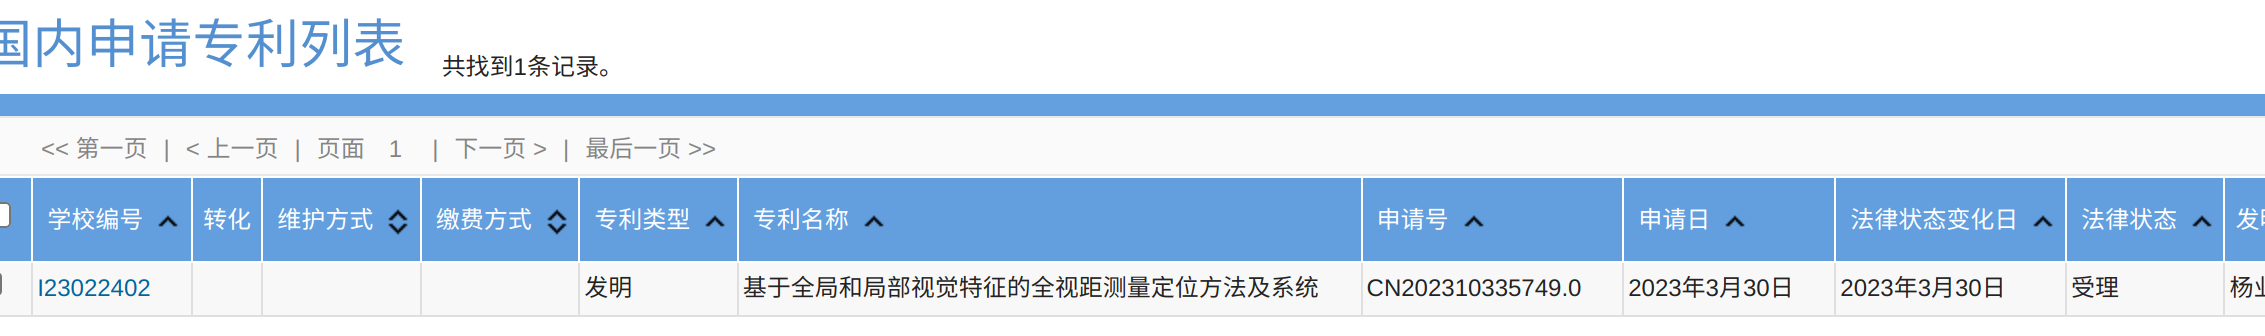 国内申请专利列表
共找到1条记录。
<< 第一页 | < 上一页 | 页面 1 | 下一页 > | 最后一页 >>
学校编号 转化 维护方式 缴费方式 专利类型 专利名称 申请号 申请日 法律状态变化日 法律状态 发明
I23022402 发明 基于全局和局部视觉特征的全视距测量定位方法及系统 CN202310335749.0 2023年3月30日 2023年3月30日 受理 杨业